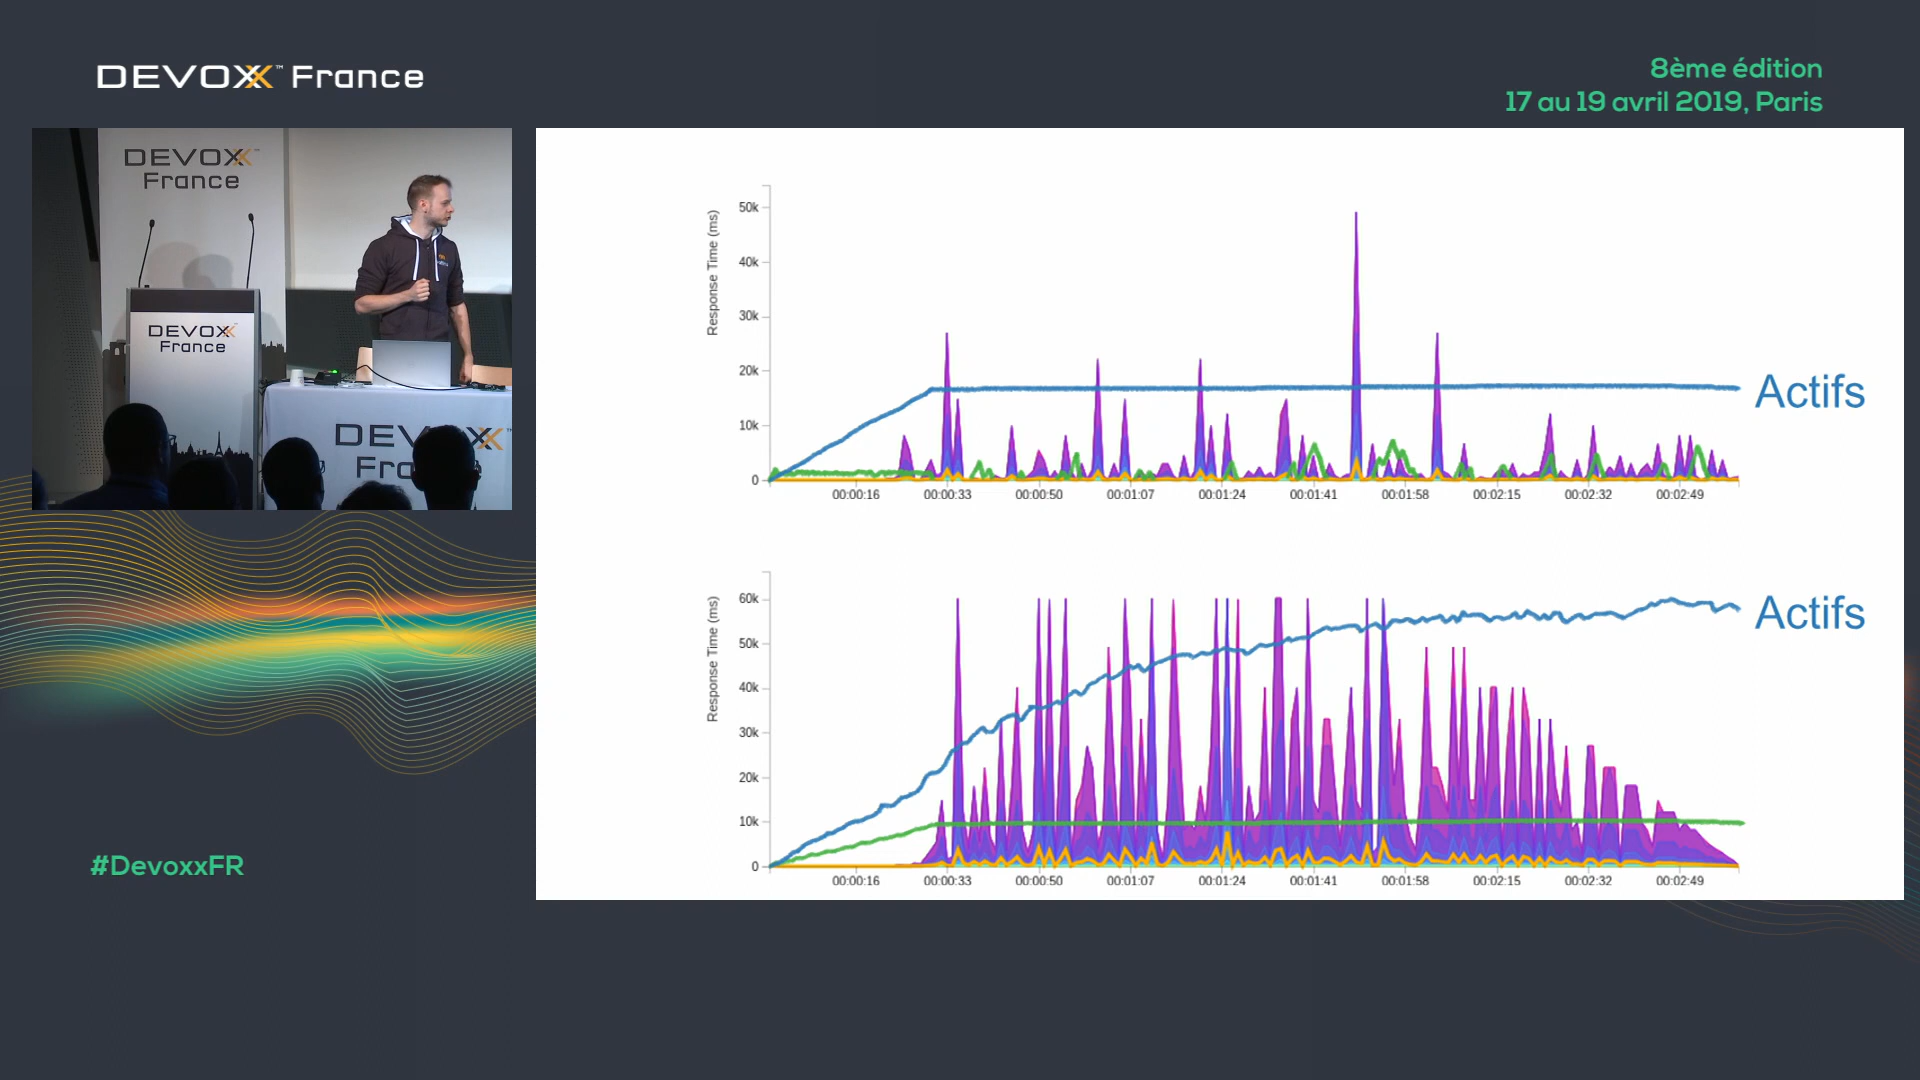 DEVOXX™ France
8ème édition
17 au 19 avril 2019, Paris
DEVOXX™
France
DEVOXX
France
DEVOXX™
Response Time (ms)
50k
40k
30k
20k
10k
0
00:00:16 00:00:33 00:00:50 00:01:07 00:01:24 00:01:41 00:01:58 00:02:15 00:02:32 00:02:49
Actifs
Response Time (ms)
60k
50k
40k
30k
20k
10k
0
00:00:16 00:00:33 00:00:50 00:01:07 00:01:24 00:01:41 00:01:58 00:02:15 00:02:32 00:02:49
Actifs
#DevoxxFR